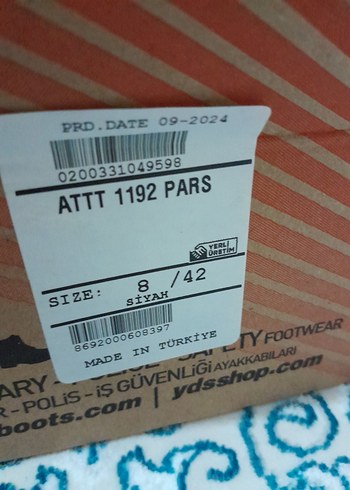 PRD.DATE 09-2024
0200331049598
ATTT 1192 PARS
YERLİ
ÜRETİM
SIZE: 8 /42
SİYAH
8692000608397
MADE IN TÜRKİYE
FOOTWEAR
- POLİS - İŞ GÜVENLİĞİ AYAKKABILARI
boots.com | ydsshop.com